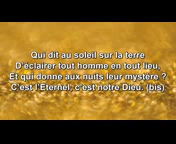 Qui dit au soleil sur la terre
D'éclairer tout homme en tout lieu,
Et qui donne aux nuits leur mystère ?
C'est l'Eternel, c'est notre Dieu. (bis)